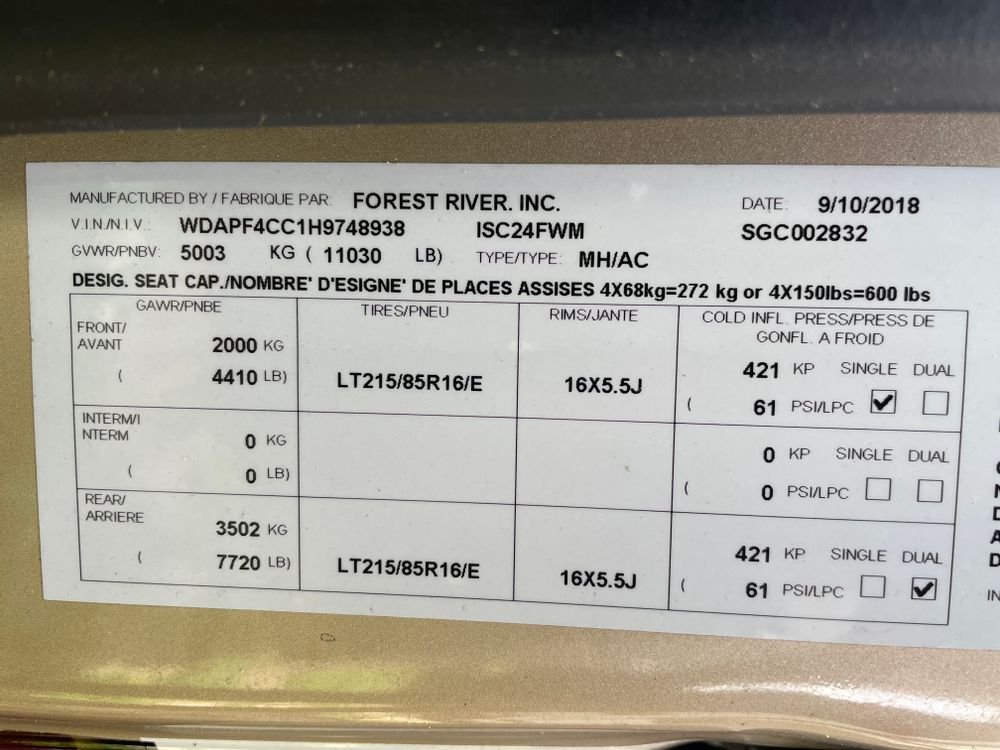 MANUFACTURED BY / FABRIQUE PAR: FOREST RIVER. INC. DATE: 9/10/2018
V.I.N./N.I.V.: WDAPF4CC1H9748938 ISC24FWM SGC002832
GVWR/PNBV: 5003 KG ( 11030 LB) TYPE/TYPE: MH/AC
DESIG. SEAT CAP./NOMBRE' D'ESIGNE' DE PLACES ASSISES 4X68kg=272 kg or 4X150lbs=600 lbs
GAWR/PNBE TIRES/PNEU RIMS/JANTE COLD INFL. PRESS/PRESS DE
GONFL. A FROID
FRONT/
AVANT 2000 KG 421 KP SINGLE DUAL
( 4410 LB) LT215/85R16/E 16X5.5J ( 61 PSI/LPC
INTERM/I
NTERM 0 KG 0 KP SINGLE DUAL
( 0 LB) ( 0 PSI/LPC
REAR/
ARRIERE 3502 KG 421 KP SINGLE DUAL
( 7720 LB) LT215/85R16/E 16X5.5J ( 61 PSI/LPC